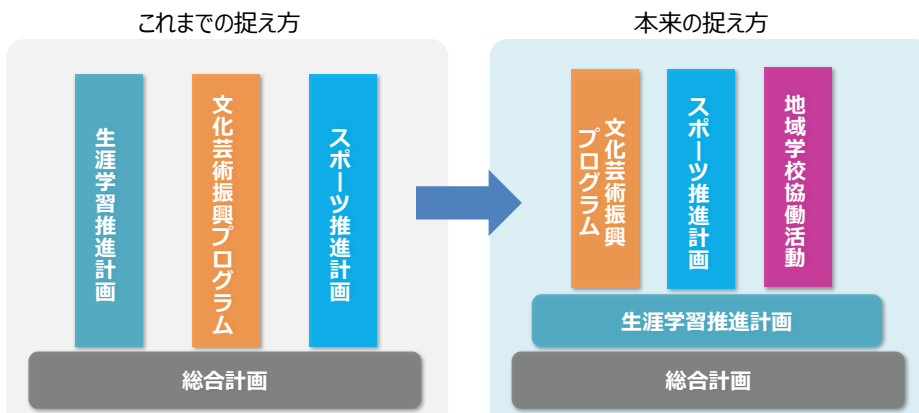 これまでの捉え方
生涯学習推進計画
文化芸術振興プログラム
スポーツ推進計画
総合計画
本来の捉え方
文化芸術振興
プログラム
スポーツ推進計画
地域学校協働活動
生涯学習推進計画
総合計画